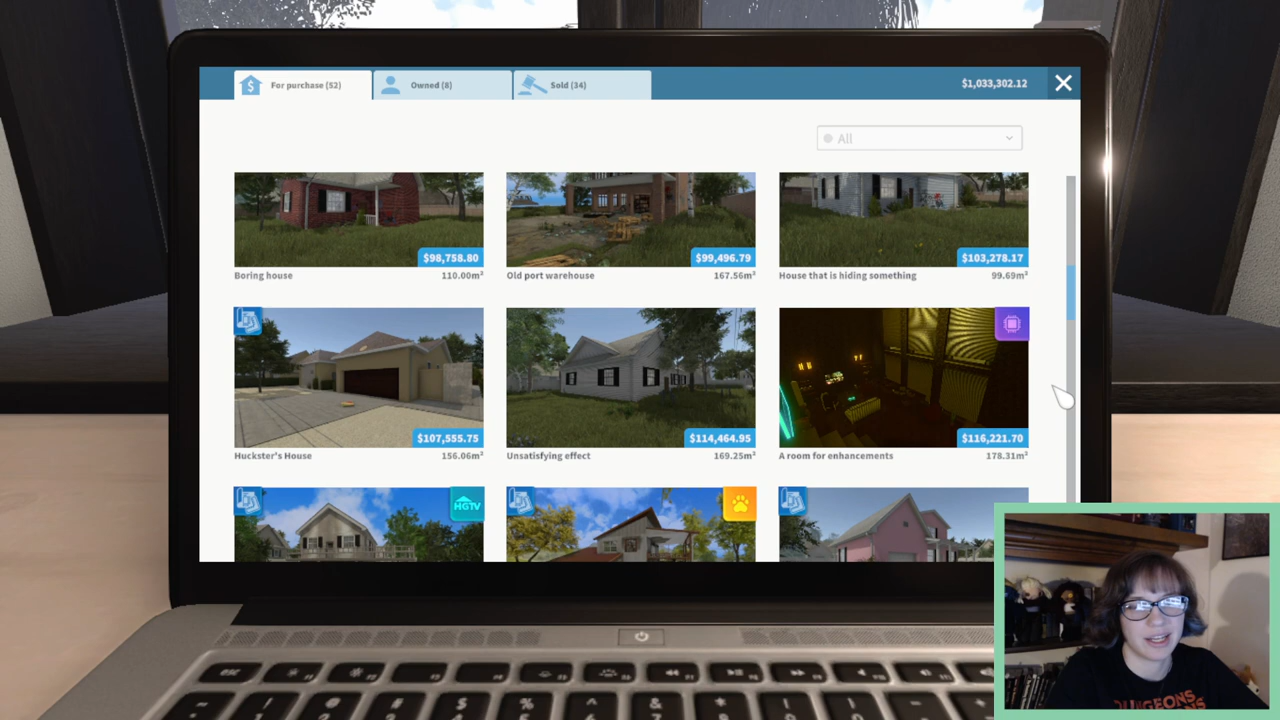 For purchase (52)
Owned (8)
Sold (34)
$1,033,302.12
All
$98,758.80
$99,496.79
$103,278.17
Boring house
110.00m²
Old port warehouse
167.56m²
House that is hiding something
99.69m²
$107,555.75
$114,464.95
$116,221.70
Huckster's House
156.06m²
Unsatisfying effect
169.25m²
A room for enhancements
178.31m²
HGTV
esc
DUNGEONS